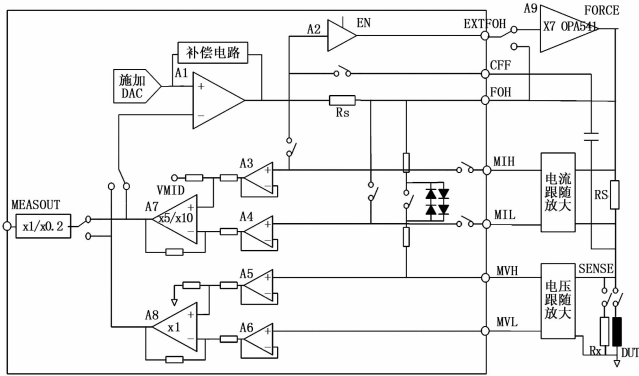 A9
FORCE
EN
A2
EXTFOH
X7 OPA541
补偿电路
CFF
施加
DAC
A1
FOH
Rs
A3
MIH
VMID
电流
跟随
放大
RS
MEASOUT
A7
x5/x10
A4
MIL
x1/x0.2
A5
MVH
SENSE
电压
跟随
放大
A8
x1
A6
MVL
Rx
DUT